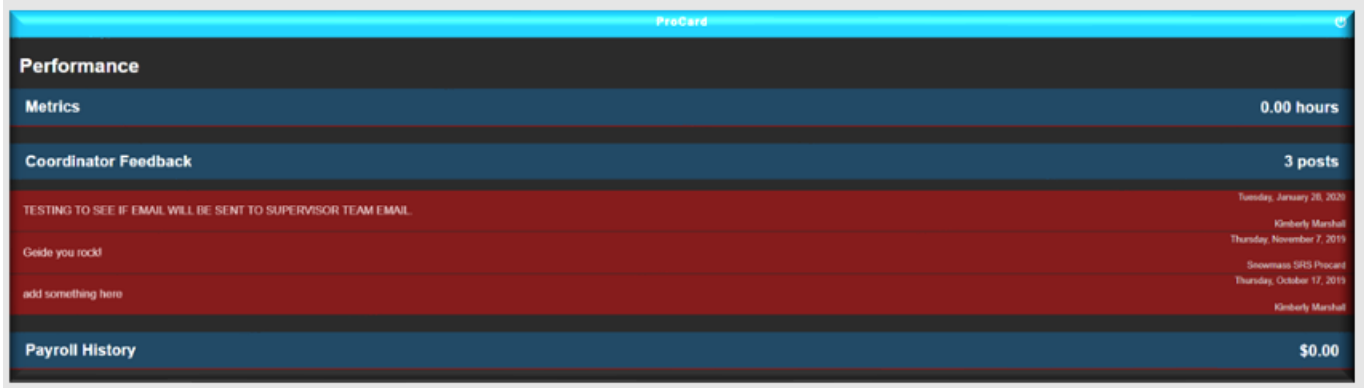 ProCard
Performance
Metrics 0.00 hours
Coordinator Feedback 3 posts
Tuesday, January 28, 2020
TESTING TO SEE IF EMAIL WILL BE SENT TO SUPERVISOR TEAM EMAIL.
Kimberly Marshall
Thursday, November 7, 2019
Geide you rock!
Snowmass SRS Procard
Thursday, October 17, 2019
add something here
Kimberly Marshall
Payroll History $0.00